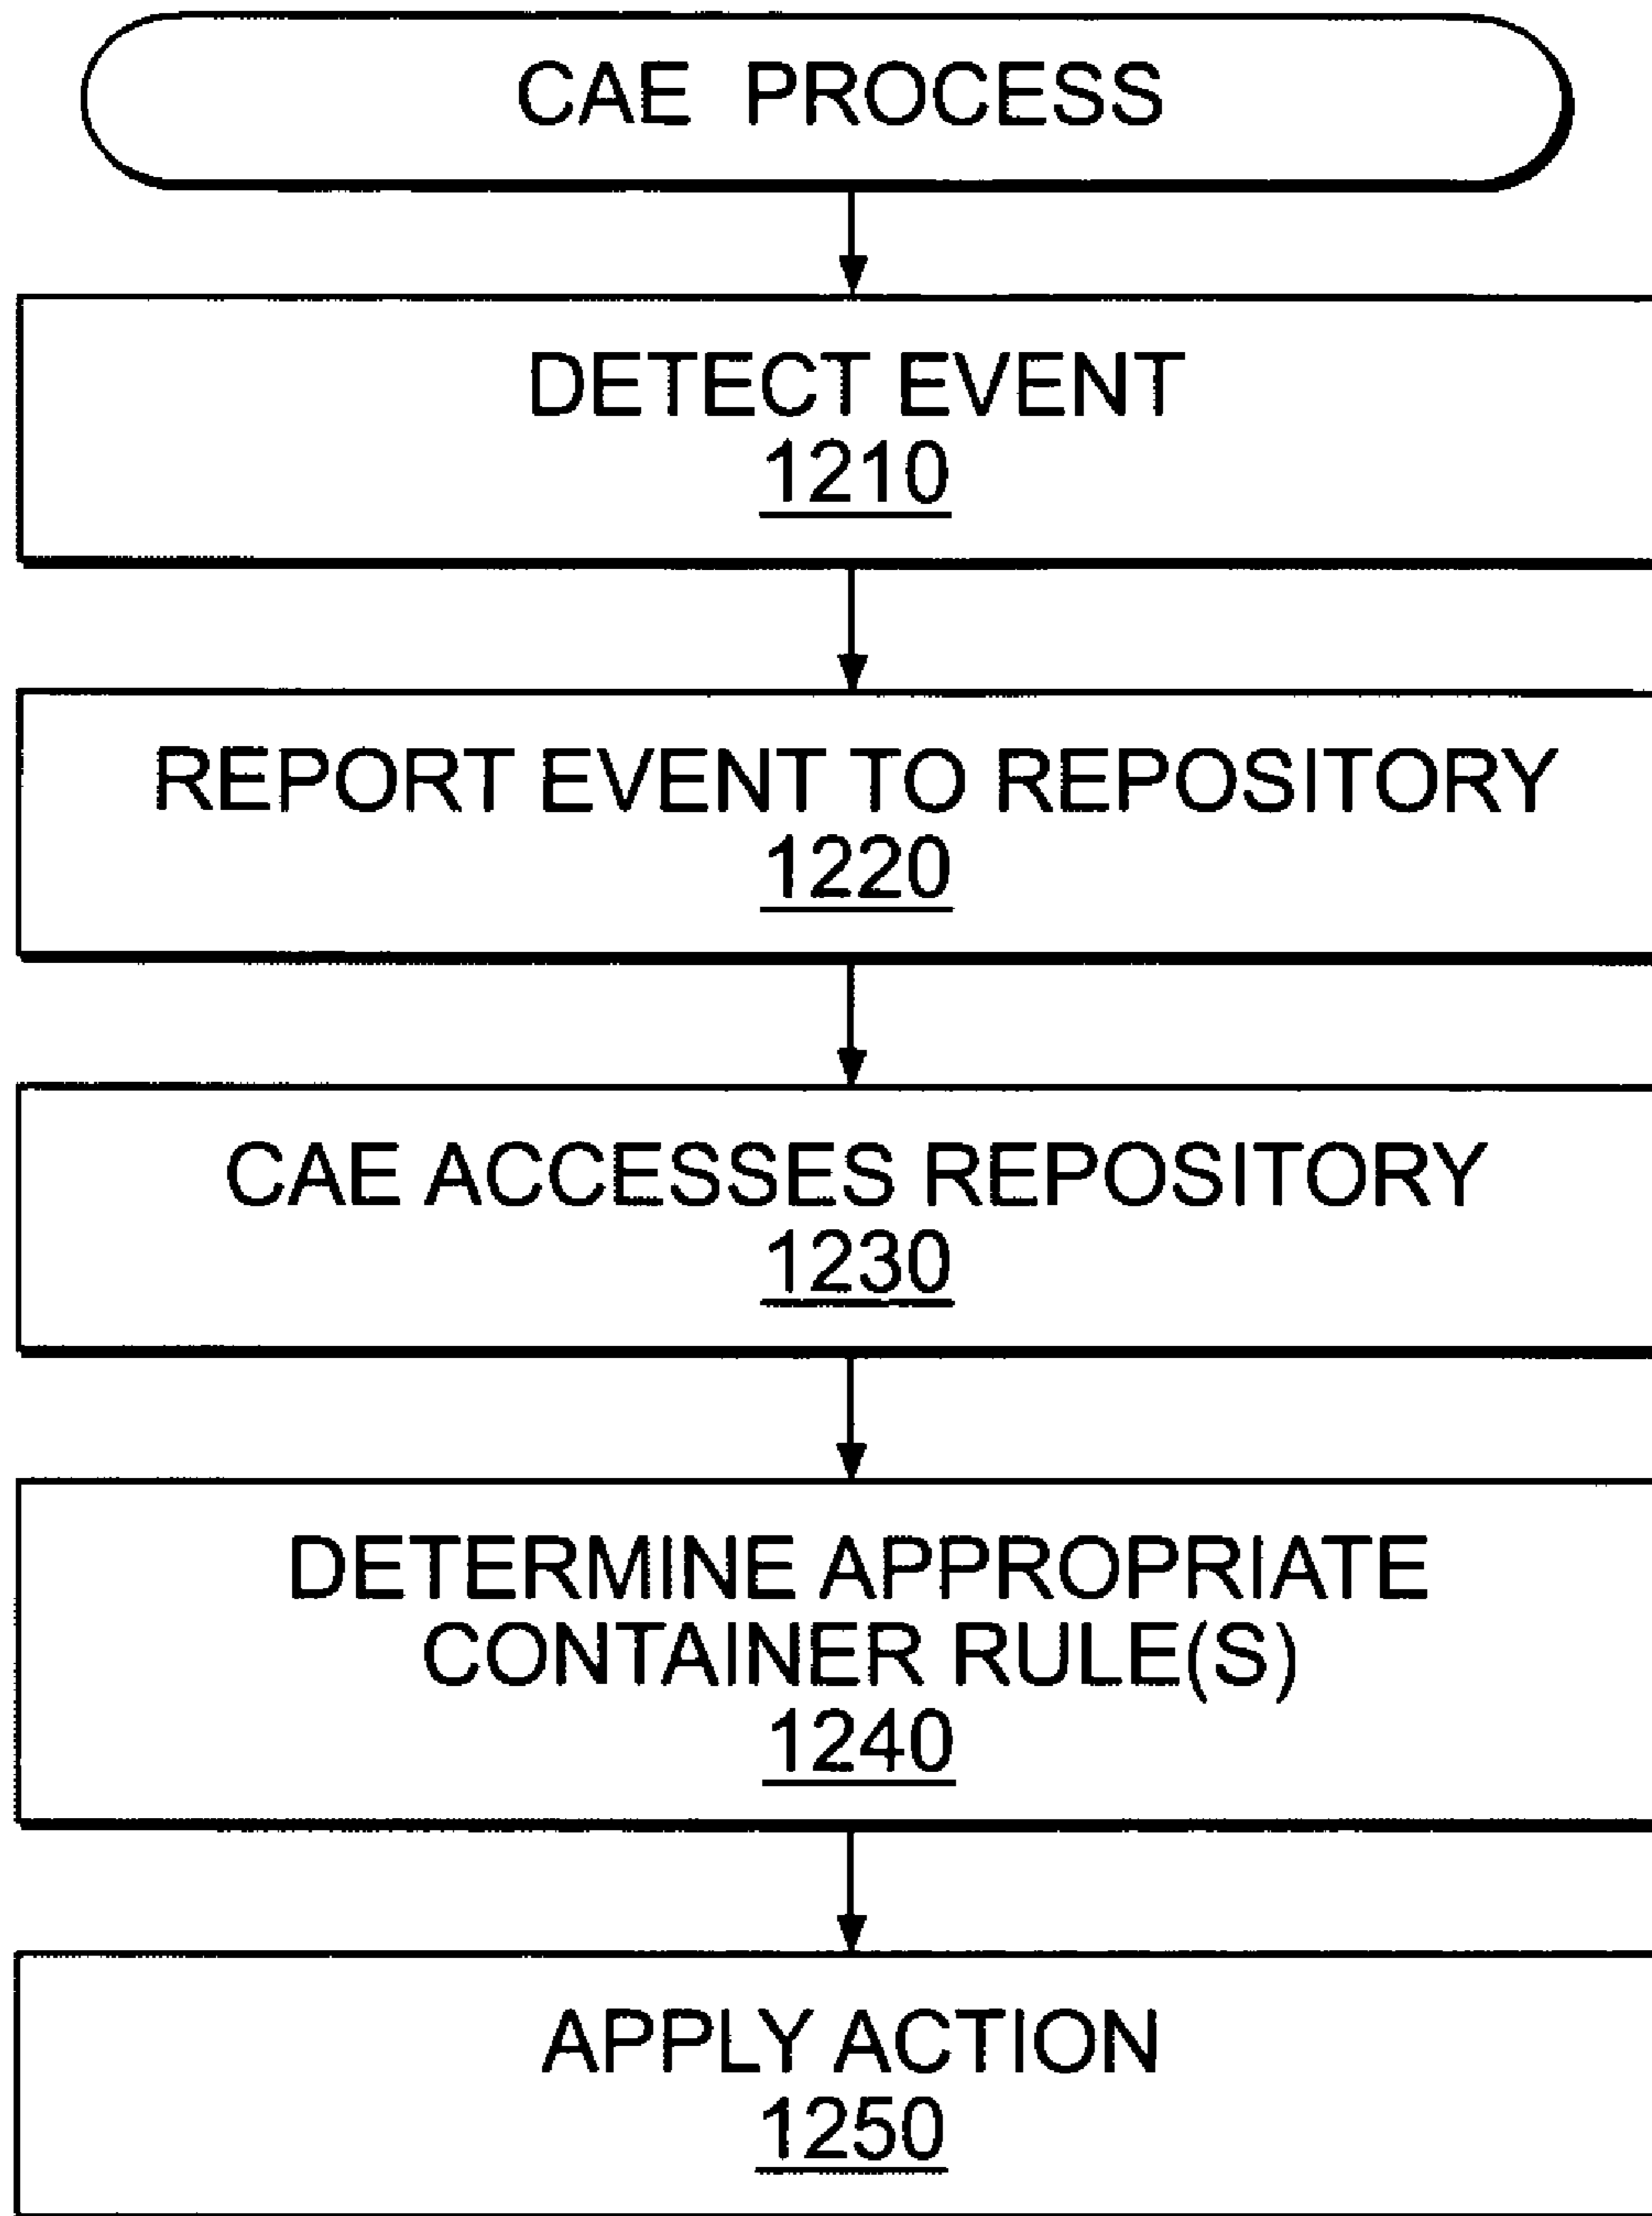 CAE PROCESS
DETECT EVENT
1210
REPORT EVENT TO REPOSITORY
1220
CAE ACCESSES REPOSITORY
1230
DETERMINE APPROPRIATE
CONTAINER RULE(S)
1240
APPLY ACTION
1250